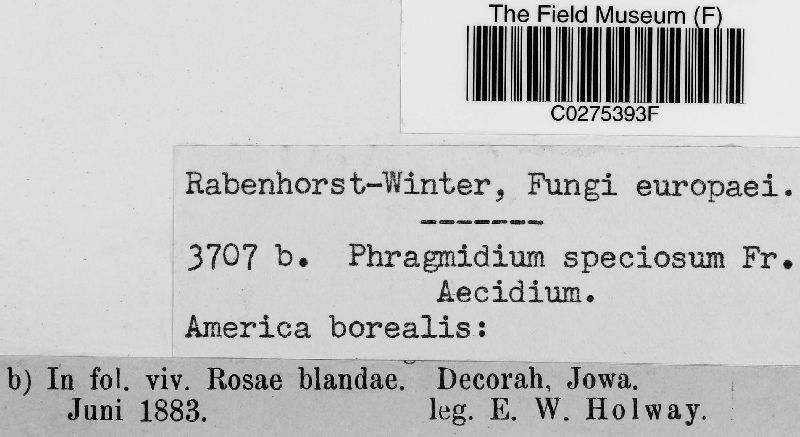 The Field Museum (F)
C0275393F
Rabenhorst-Winter, Fungi europaei.
-------
3707 b. Phragmidium speciosum Fr.
Aecidium.
America borealis:
b) In fol. viv. Rosae blandae. Decorah, Jowa.
Juni 1883. leg. E. W. Holway.